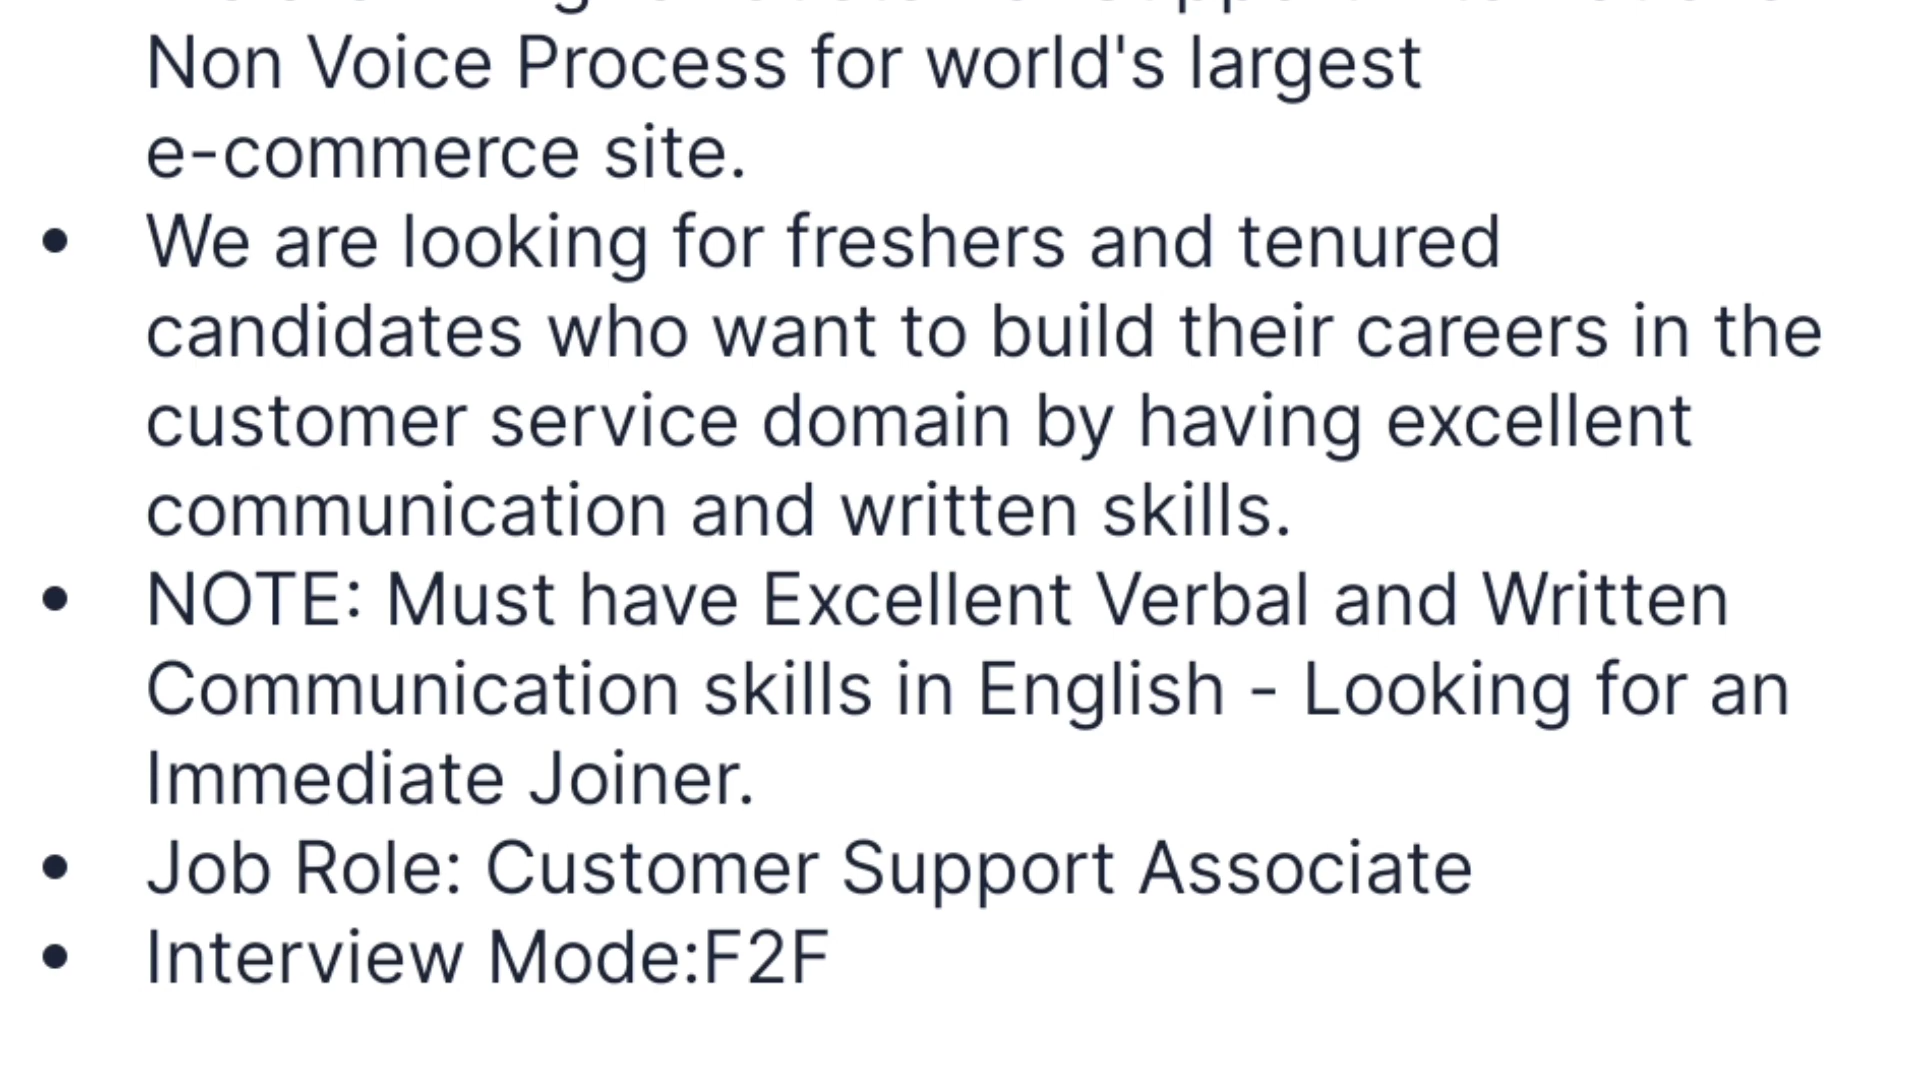 Non Voice Process for world's largest
e-commerce site.
• We are looking for freshers and tenured
candidates who want to build their careers in the
customer service domain by having excellent
communication and written skills.
• NOTE: Must have Excellent Verbal and Written
Communication skills in English - Looking for an
Immediate Joiner.
• Job Role: Customer Support Associate
• Interview Mode:F2F